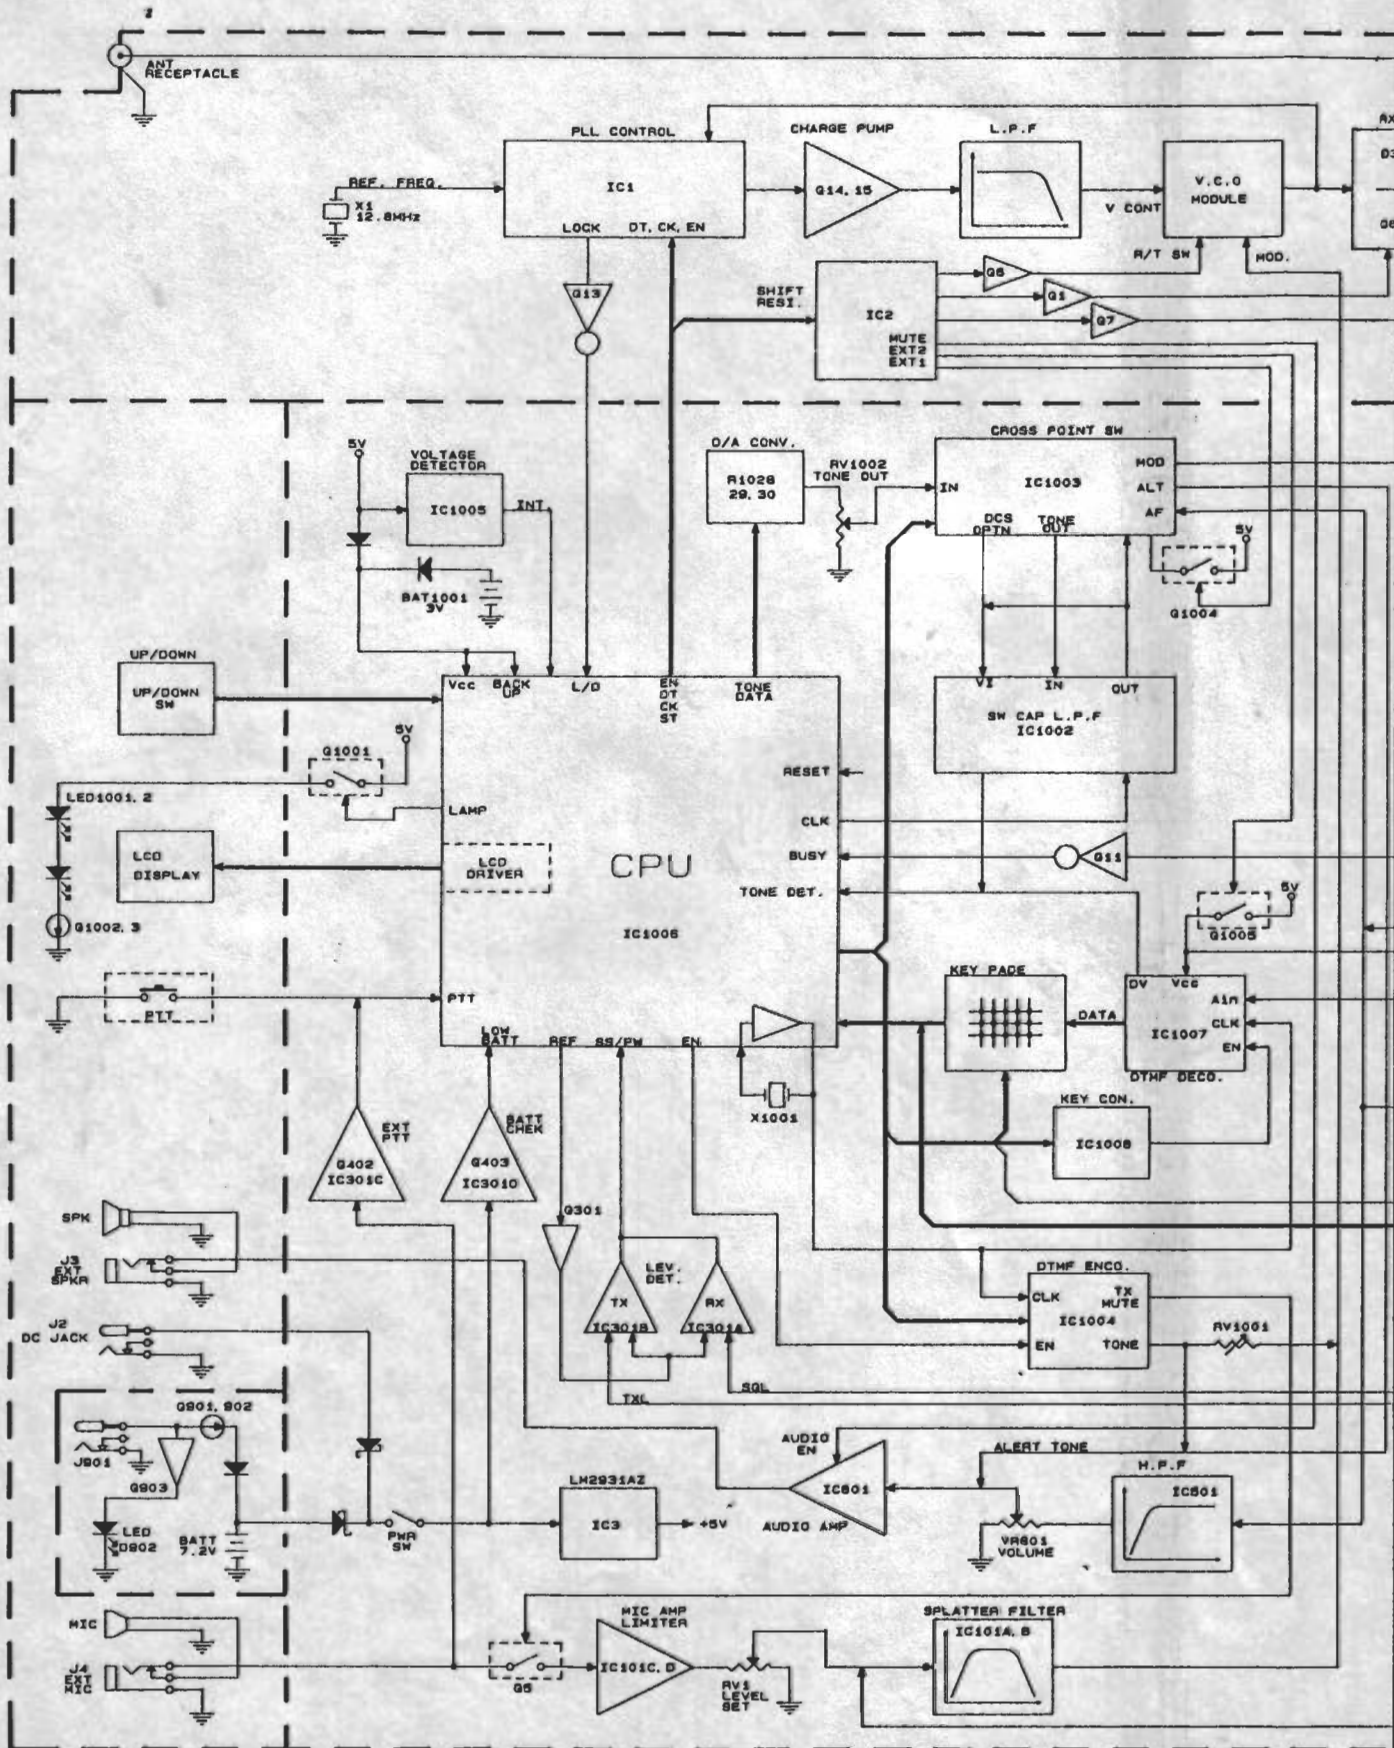 ANT
RECEPTACLE
PLL CONTROL
CHARGE PUMP
L.P.F
REF. FREQ.
X1
12.8MHz
IC1
LOCK
DT, CK, EN
Q14, 15
V CONT
V.C.O
MODULE
R/T SW
MOD.
RX
Q13
SHIFT
RESI.
IC2
MUTE
EXT2
EXT1
Q6
Q1
Q7
5V
VOLTAGE
DETECTOR
IC1005
INT
BAT1001
3V
D/A CONV.
R1028
29, 30
RV1002
TONE OUT
CROSS POINT SW
IN
IC1003
MOD
ALT
AF
DCS
OPTN
TONE
OUT
5V
Q1004
UP/DOWN
UP/DOWN
SW
Vcc
BACK
UP
L/D
EN
DT
CK
ST
TONE
DATA
VI
IN
OUT
SW CAP L.P.F
IC1002
Q1001
5V
LED1001, 2
LAMP
RESET
CLK
BUSY
TONE DET.
LCD
DISPLAY
LCD
DRIVER
CPU
IC1006
Q11
Q1002, 3
5V
Q1005
PTT
PTT
KEY PADE
DATA
DV
Vcc
Ain
CLK
EN
IC1007
DTMF DECO.
LOW
BATT
REF
SS/PW
EN
X1001
KEY CON.
IC1008
EXT
PTT
Q402
IC301C
BATT
CHEK
Q403
IC301D
SPK
J3
EXT
SPKR
Q301
LEV.
DET.
TX
IC301B
RX
IC301A
DTMF ENCO.
CLK
TX
MUTE
IC1004
EN
TONE
RV1001
J2
DC JACK
SQL
TXL
Q901, 902
J901
Q903
LED
D902
BATT
7.2V
PWR
SW
LM2931AZ
IC3
+5V
AUDIO
EN
IC601
AUDIO AMP
ALERT TONE
VR601
VOLUME
H.P.F
IC501
MIC
J4
EXT
MIC
Q5
MIC AMP
LIMITER
IC101C, D
RV1
LEVEL
SET
SPLATTER FILTER
IC101A, B